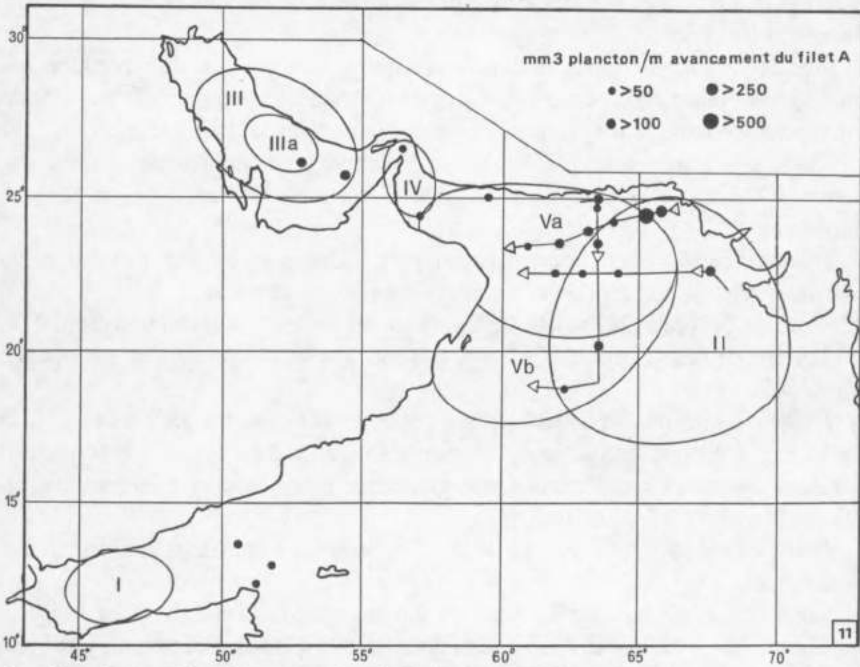 30°
mm3 plancton/m avancement du filet A
>50 >250
>100 >500
III
IIIa
IV
25°
Va
20°
Vb
II
15°
I
10°
11
45° 50° 55° 60° 65° 70°